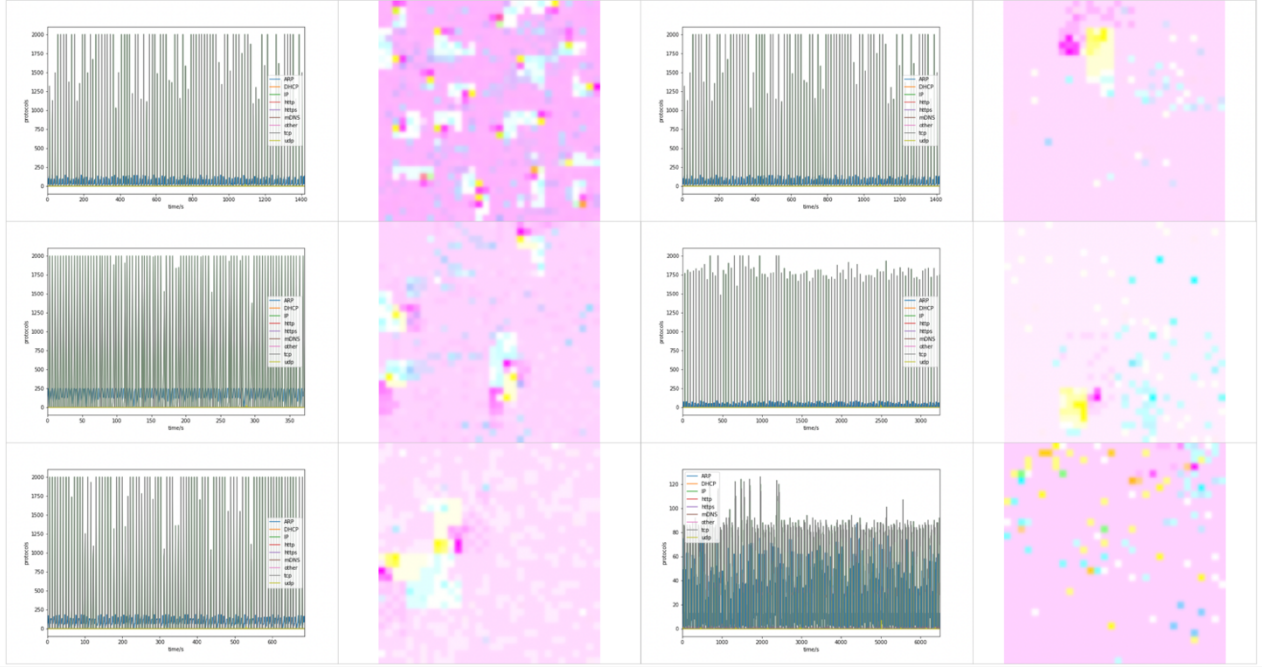 2000
1750
1500
1250
1000
750
500
250
0
protocols
ARP
DHCP
IP
http
https
mDNS
other
tcp
udp
0 200 400 600 800 1000 1200 1400
time/s
2000
1750
1500
1250
1000
750
500
250
0
protocols
ARP
DHCP
IP
http
https
mDNS
other
tcp
udp
0 200 400 600 800 1000 1200 1400
time/s
2000
1750
1500
1250
1000
750
500
250
0
protocols
ARP
DHCP
IP
http
https
mDNS
other
tcp
udp
0 50 100 150 200 250 300 350
time/s
2000
1750
1500
1250
1000
750
500
250
0
protocols
ARP
DHCP
IP
http
https
mDNS
other
tcp
udp
0 500 1000 1500 2000 2500 3000
time/s
2000
1750
1500
1250
1000
750
500
250
0
protocols
ARP
DHCP
IP
http
https
mDNS
other
tcp
udp
0 100 200 300 400 500 600
time/s
120
100
80
60
40
20
0
protocols
ARP
DHCP
IP
http
https
mDNS
other
tcp
udp
0 1000 2000 3000 4000 5000 6000
time/s